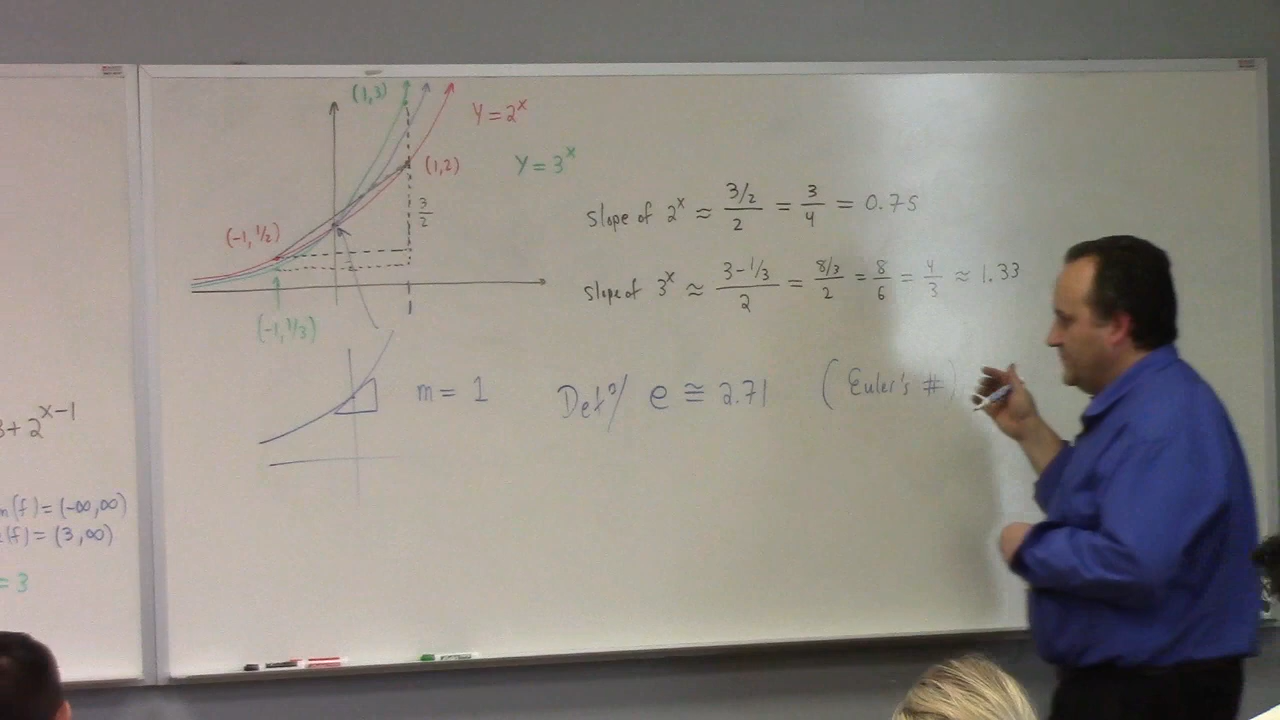 (1,3)
Y = 2^x
Y = 3^x
(1,2)
3/2
(-1, 1/2)
(-1, 1/3)
Slope of 2^x ≈ (3/2)/2 = 3/4 = 0.75
Slope of 3^x ≈ (3-1/3)/2 = (8/3)/2 = 8/6 = 4/3 ≈ 1.33
m = 1
e ≅ 2.71
(Euler's #)
+ 2^(x-1)
(f) = (-∞,∞)
(f) = (3,∞)
= 3